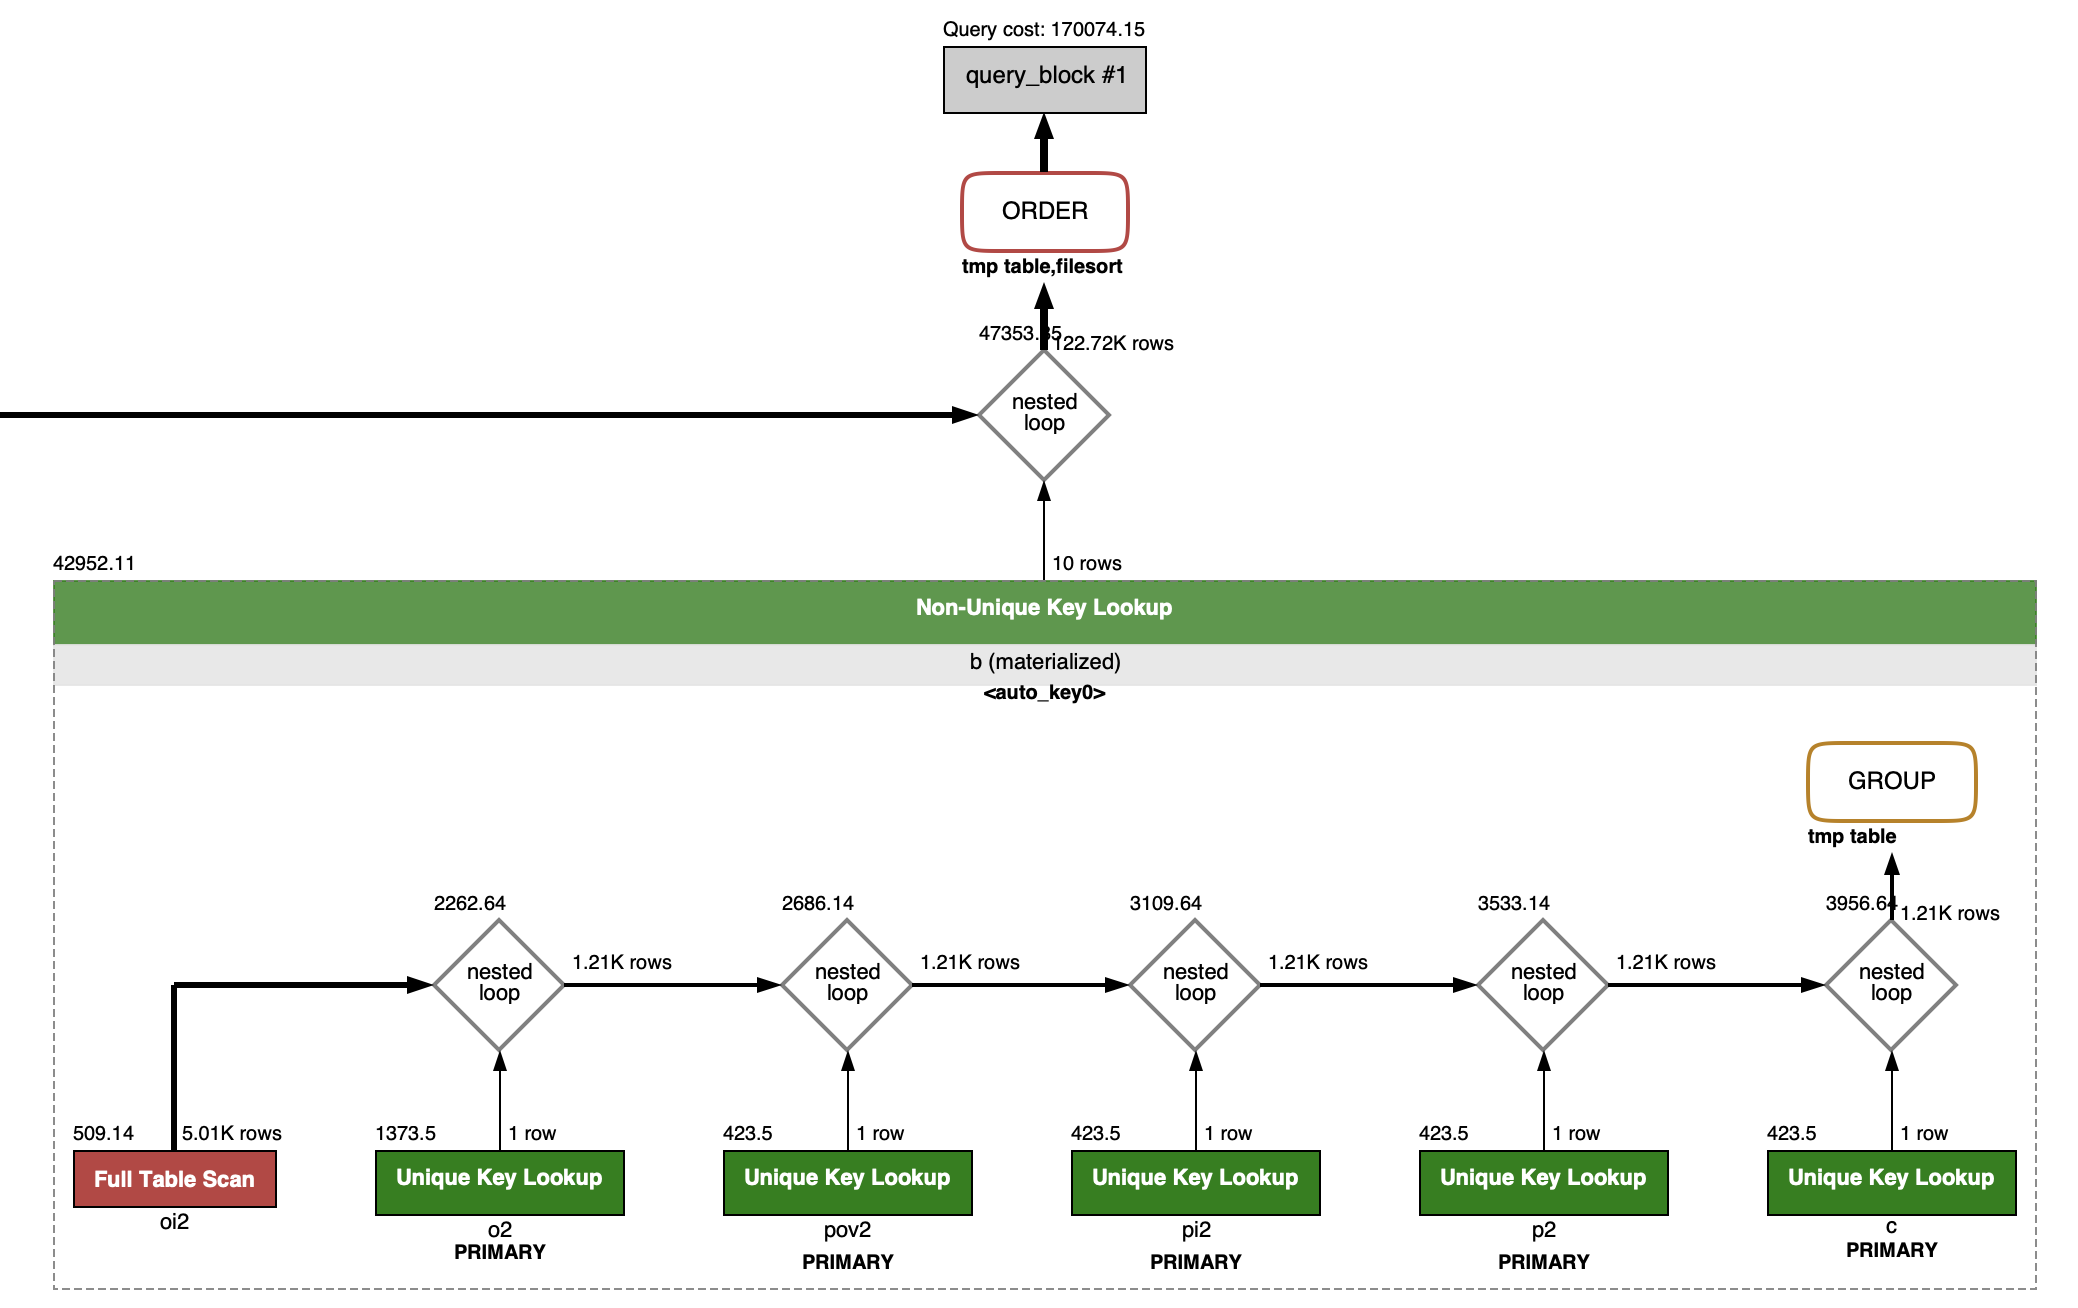 Query cost: 170074.15
query_block #1
ORDER
tmp table,filesort
47353.35
122.72K rows
nested
loop
42952.11
10 rows
Non-Unique Key Lookup
b (materialized)
<auto_key0>
GROUP
tmp table
2262.64
2686.14
3109.64
3533.14
3956.64
1.21K rows
nested
loop
1.21K rows
nested
loop
1.21K rows
nested
loop
1.21K rows
nested
loop
1.21K rows
nested
loop
509.14
5.01K rows
1373.5
1 row
423.5
1 row
423.5
1 row
423.5
1 row
423.5
1 row
Full Table Scan
Unique Key Lookup
Unique Key Lookup
Unique Key Lookup
Unique Key Lookup
Unique Key Lookup
oi2
o2
PRIMARY
pov2
PRIMARY
pi2
PRIMARY
p2
PRIMARY
c
PRIMARY